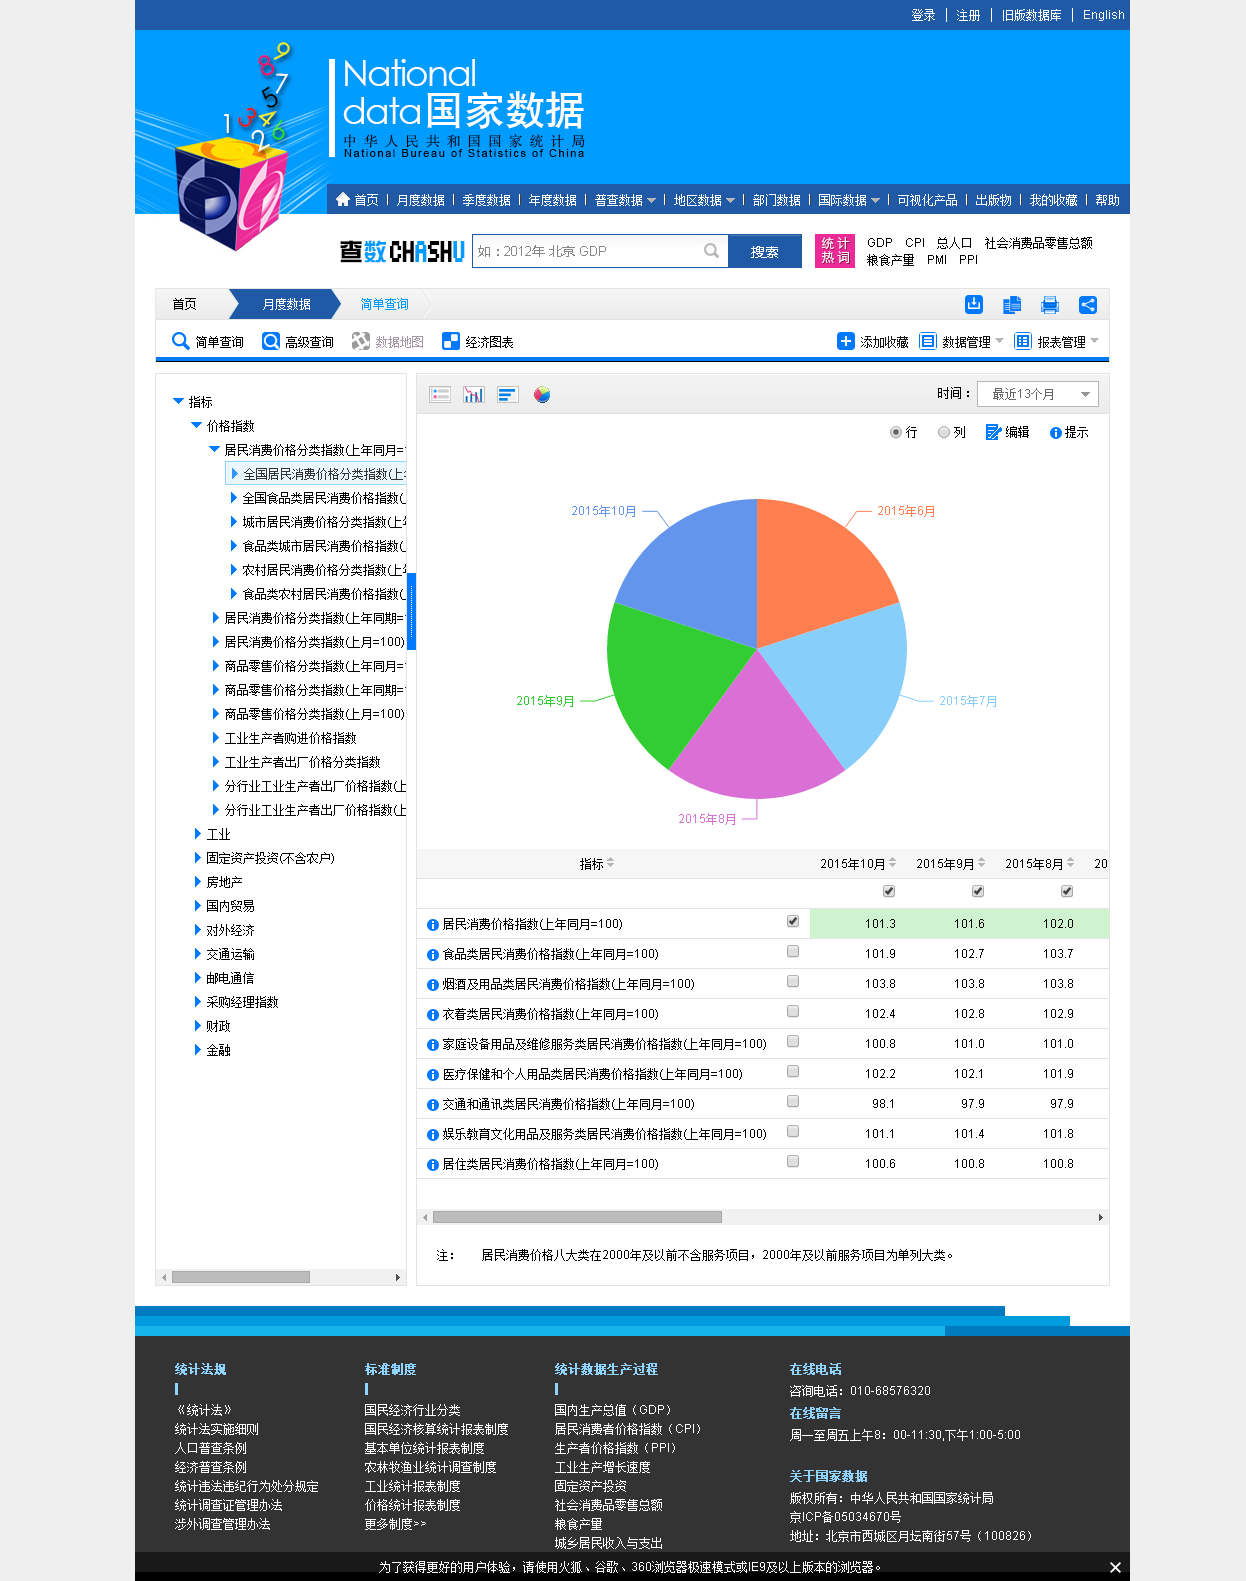 登录 | 注册 | 旧版数据库 | English
National
data国家数据
中华人民共和国国家统计局
National Bureau of Statistics of China
首页 | 月度数据 | 季度数据 | 年度数据 | 普查数据 | 地区数据 | 部门数据 | 国际数据 | 可视化产品 | 出版物 | 我的收藏 | 帮助
查数 CHASHU 如：2012年 北京 GDP 搜索
统计热词 GDP CPI 总人口 社会消费品零售总额
粮食产量 PMI PPI
首页 月度数据 简单查询
简单查询 高级查询 数据地图 经济图表 添加收藏 数据管理 报表管理
指标
价格指数
居民消费价格分类指数(上年同月=
全国居民消费价格分类指数(上
全国食品类居民消费价格指数(
城市居民消费价格分类指数(上
食品类城市居民消费价格指数(
农村居民消费价格分类指数(上
食品类农村居民消费价格指数(
居民消费价格分类指数(上年同期=
居民消费价格分类指数(上月=100)
商品零售价格分类指数(上年同月=
商品零售价格分类指数(上年同期=
商品零售价格分类指数(上月=100)
工业生产者购进价格指数
工业生产者出厂价格分类指数
分行业工业生产者出厂价格指数(上
分行业工业生产者出厂价格指数(上
工业
固定资产投资(不含农户)
房地产
国内贸易
对外经济
交通运输
邮电通信
采购经理指数
财政
金融
时间： 最近13个月
行 列 编辑 提示
2015年10月 2015年6月
2015年9月 2015年7月
2015年8月
指标 2015年10月 2015年9月 2015年8月 20
居民消费价格指数(上年同月=100) 101.3 101.6 102.0
食品类居民消费价格指数(上年同月=100) 101.9 102.7 103.7
烟酒及用品类居民消费价格指数(上年同月=100) 103.8 103.8 103.8
衣着类居民消费价格指数(上年同月=100) 102.4 102.8 102.9
家庭设备用品及维修服务类居民消费价格指数(上年同月=100) 100.8 101.0 101.0
医疗保健和个人用品类居民消费价格指数(上年同月=100) 102.2 102.1 101.9
交通和通讯类居民消费价格指数(上年同月=100) 98.1 97.9 97.9
娱乐教育文化用品及服务类居民消费价格指数(上年同月=100) 101.1 101.4 101.8
居住类居民消费价格指数(上年同月=100) 100.6 100.8 100.8
注： 居民消费价格八大类在2000年及以前不含服务项目，2000年及以前服务项目为单列大类。
统计法规
《统计法》
统计法实施细则
人口普查条例
经济普查条例
统计违法违纪行为处分规定
统计调查证管理办法
涉外调查管理办法
标准制度
国民经济行业分类
国民经济核算统计报表制度
基本单位统计报表制度
农林牧渔业统计调查制度
工业统计报表制度
价格统计报表制度
更多制度>>
统计数据生产过程
国内生产总值（GDP）
居民消费者价格指数（CPI）
生产者价格指数（PPI）
工业生产增长速度
固定资产投资
社会消费品零售总额
粮食产量
城乡居民收入与支出
在线电话
咨询电话：010-68576320
在线留言
周一至周五上午8：00-11:30,下午1:00-5:00
关于国家数据
版权所有：中华人民共和国国家统计局
京ICP备05034670号
地址：北京市西城区月坛南街57号（100826）
为了获得更好的用户体验，请使用火狐、谷歌、360浏览器极速模式或IE9及以上版本的浏览器。